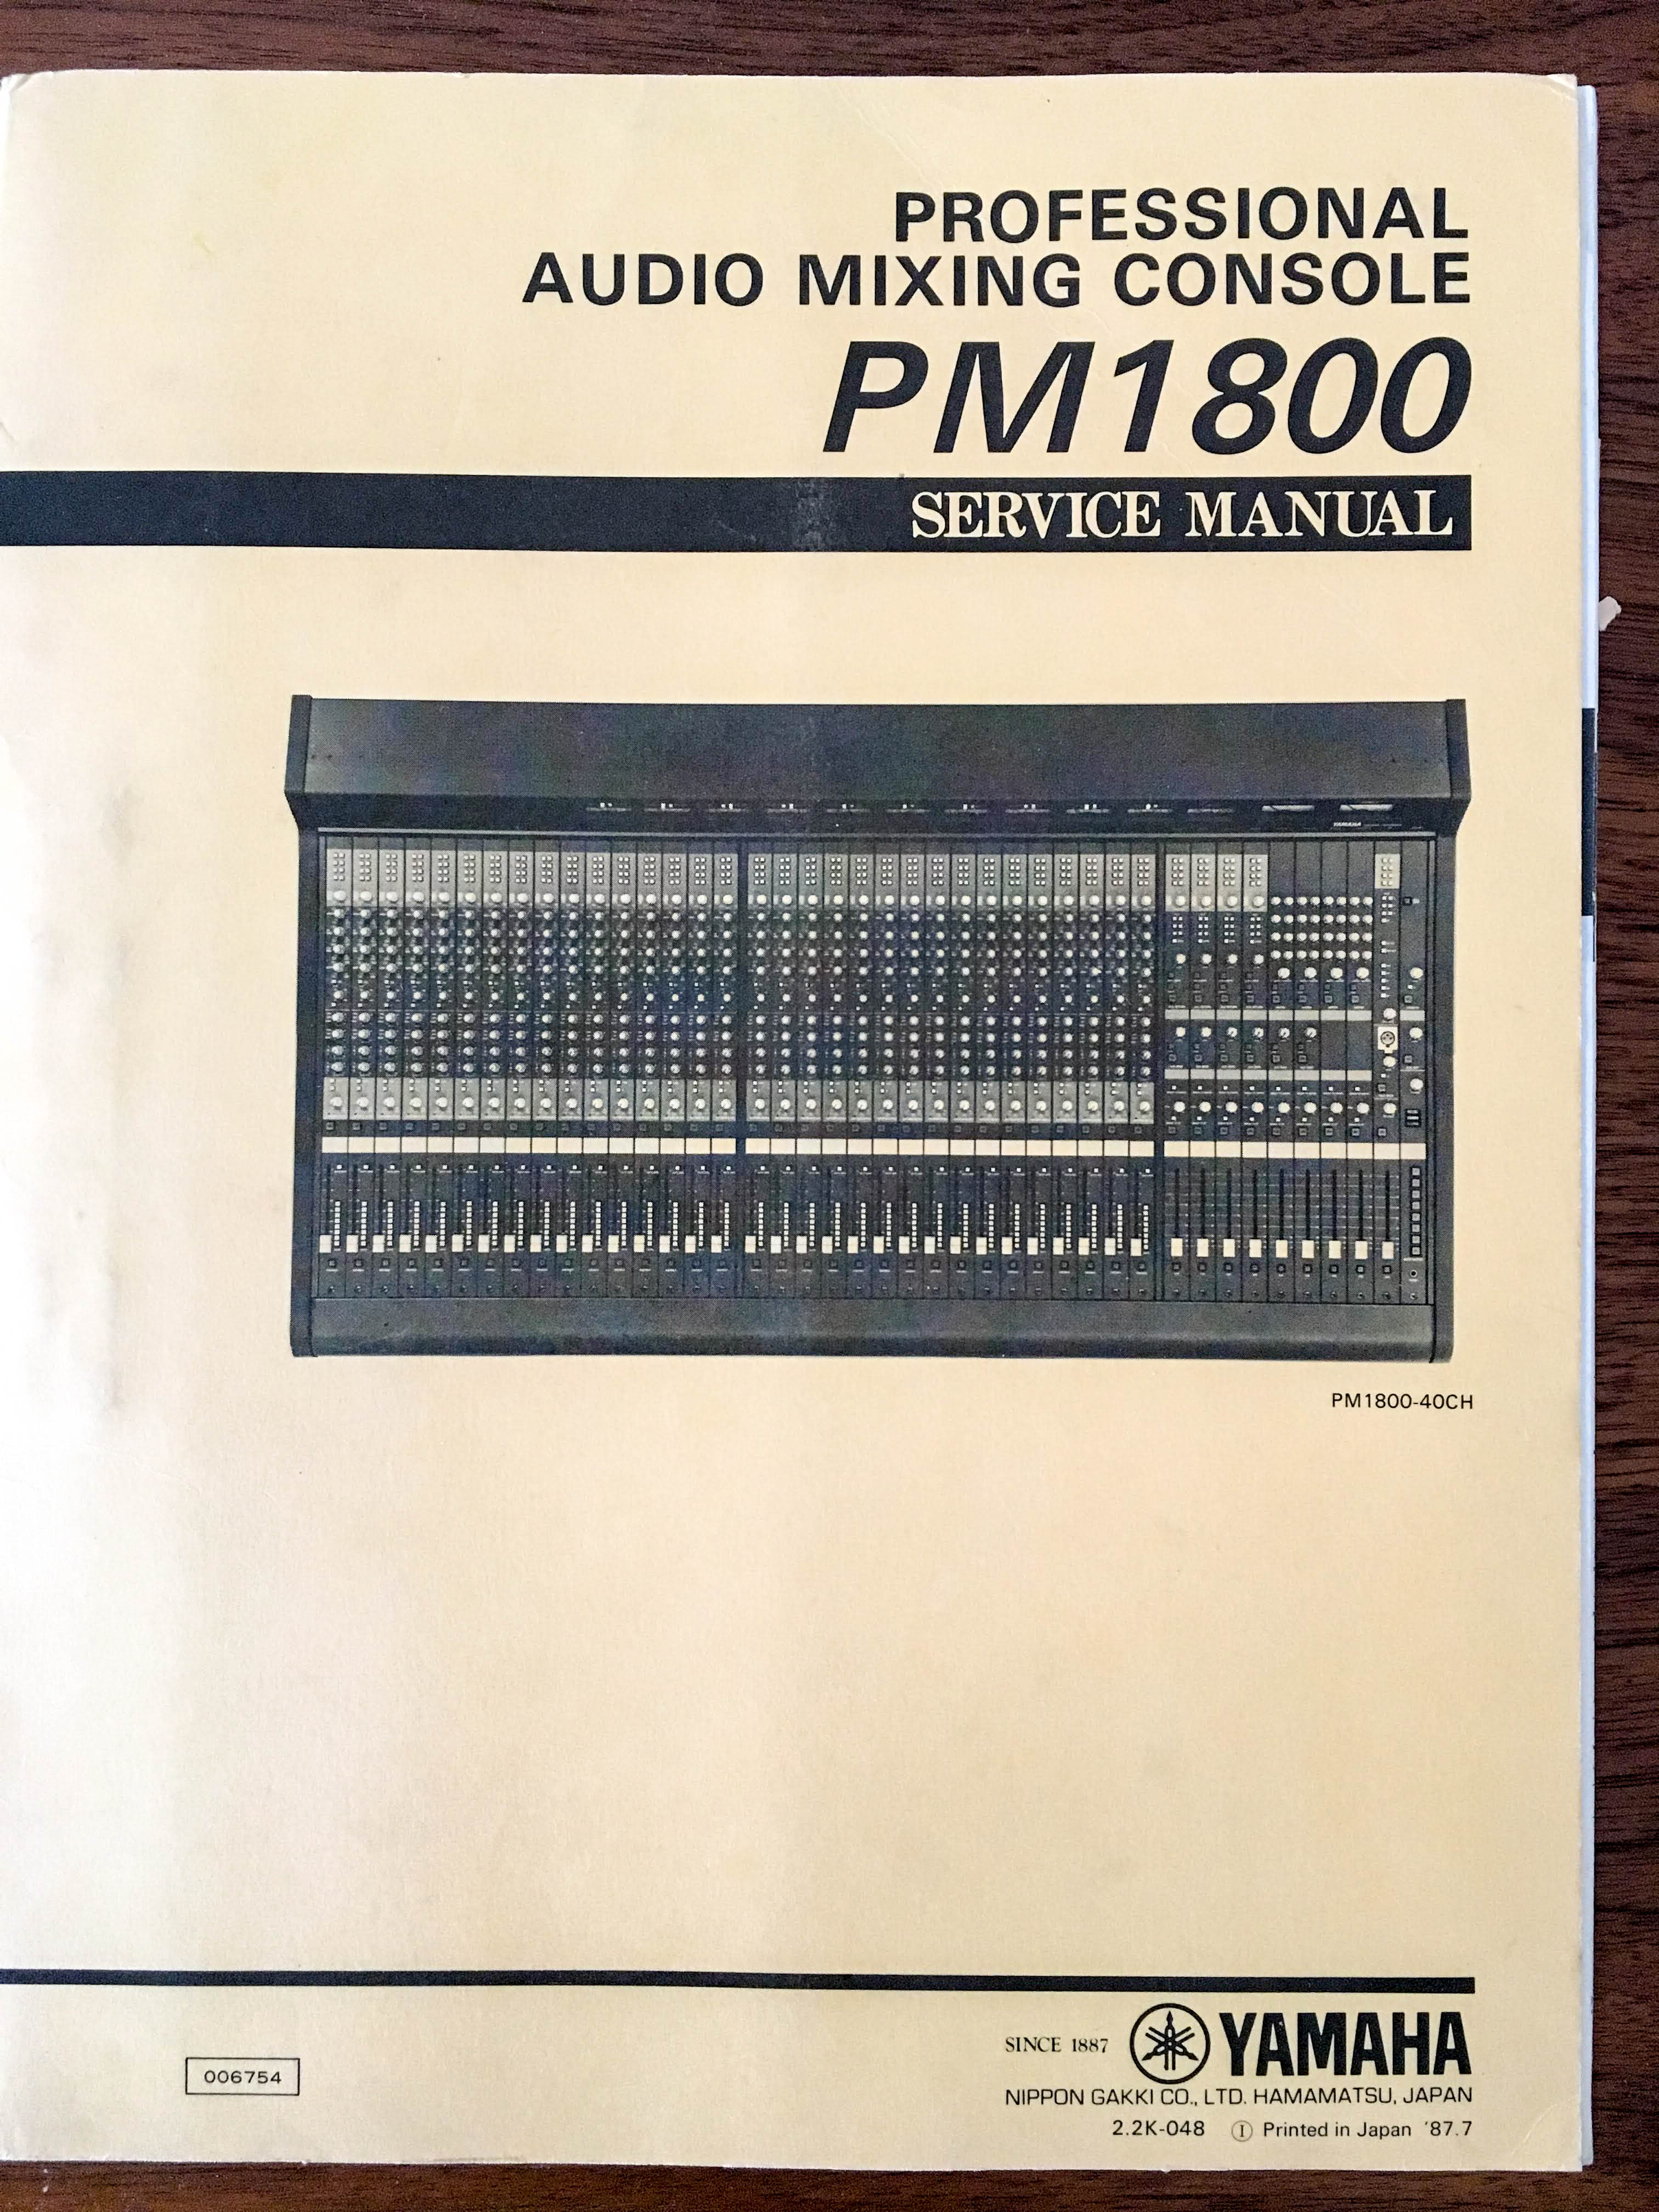 PROFESSIONAL
AUDIO MIXING CONSOLE
PM1800
SERVICE MANUAL
YAMAHA
PM1800-40CH
SINCE 1887 YAMAHA
NIPPON GAKKI CO., LTD. HAMAMATSU, JAPAN
006754
2.2K-048 Ⓘ Printed in Japan '87.7